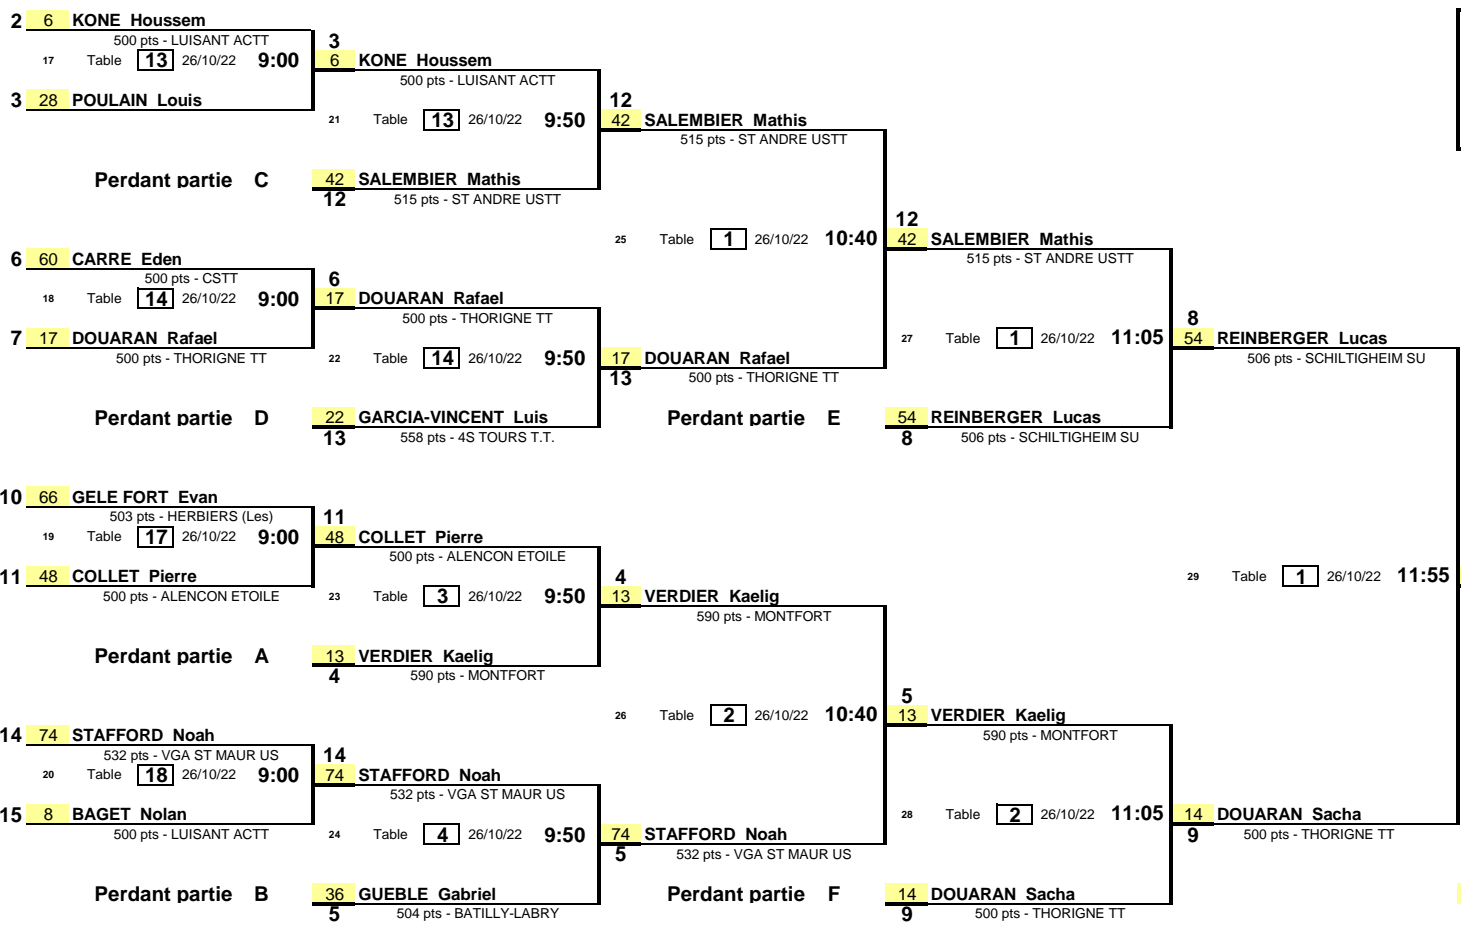 2 6 KONE Houssem
500 pts - LUISANT ACTT
17 Table 13 26/10/22 9:00
3 28 POULAIN Louis
3
6 KONE Houssem
500 pts - LUISANT ACTT
21 Table 13 26/10/22 9:50
Perdant partie C
42 SALEMBIER Mathis
12 515 pts - ST ANDRE USTT
12
42 SALEMBIER Mathis
515 pts - ST ANDRE USTT
25 Table 1 26/10/22 10:40
6 60 CARRE Eden
500 pts - CSTT
18 Table 14 26/10/22 9:00
7 17 DOUARAN Rafael
500 pts - THORIGNE TT
6
17 DOUARAN Rafael
500 pts - THORIGNE TT
22 Table 14 26/10/22 9:50
Perdant partie D
22 GARCIA-VINCENT Luis
13 558 pts - 4S TOURS T.T.
17 DOUARAN Rafael
13 500 pts - THORIGNE TT
12
42 SALEMBIER Mathis
515 pts - ST ANDRE USTT
27 Table 1 26/10/22 11:05
Perdant partie E
54 REINBERGER Lucas
8 506 pts - SCHILTIGHEIM SU
8
54 REINBERGER Lucas
506 pts - SCHILTIGHEIM SU
29 Table 1 26/10/22 11:55
10 66 GELE FORT Evan
503 pts - HERBIERS (Les)
19 Table 17 26/10/22 9:00
11 48 COLLET Pierre
500 pts - ALENCON ETOILE
11
48 COLLET Pierre
500 pts - ALENCON ETOILE
23 Table 3 26/10/22 9:50
Perdant partie A
13 VERDIER Kaelig
4 590 pts - MONTFORT
4
13 VERDIER Kaelig
590 pts - MONTFORT
26 Table 2 26/10/22 10:40
14 74 STAFFORD Noah
532 pts - VGA ST MAUR US
20 Table 18 26/10/22 9:00
15 8 BAGET Nolan
500 pts - LUISANT ACTT
14
74 STAFFORD Noah
532 pts - VGA ST MAUR US
24 Table 4 26/10/22 9:50
Perdant partie B
36 GUEBLE Gabriel
5 504 pts - BATILLY-LABRY
74 STAFFORD Noah
5 532 pts - VGA ST MAUR US
5
13 VERDIER Kaelig
590 pts - MONTFORT
28 Table 2 26/10/22 11:05
Perdant partie F
14 DOUARAN Sacha
9 500 pts - THORIGNE TT
14 DOUARAN Sacha
9 500 pts - THORIGNE TT